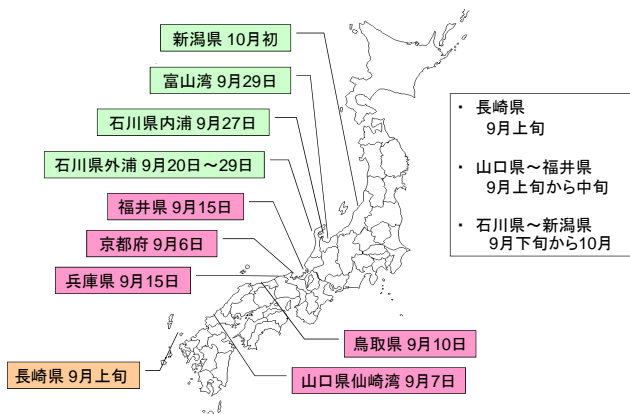 新潟県 10月初
富山湾 9月29日
石川県内浦 9月27日
石川県外浦 9月20日～29日
福井県 9月15日
京都府 9月6日
兵庫県 9月15日
鳥取県 9月10日
山口県仙崎湾 9月7日
長崎県 9月上旬
・ 長崎県
9月上旬
・ 山口県～福井県
9月上旬から中旬
・ 石川県～新潟県
9月下旬から10月